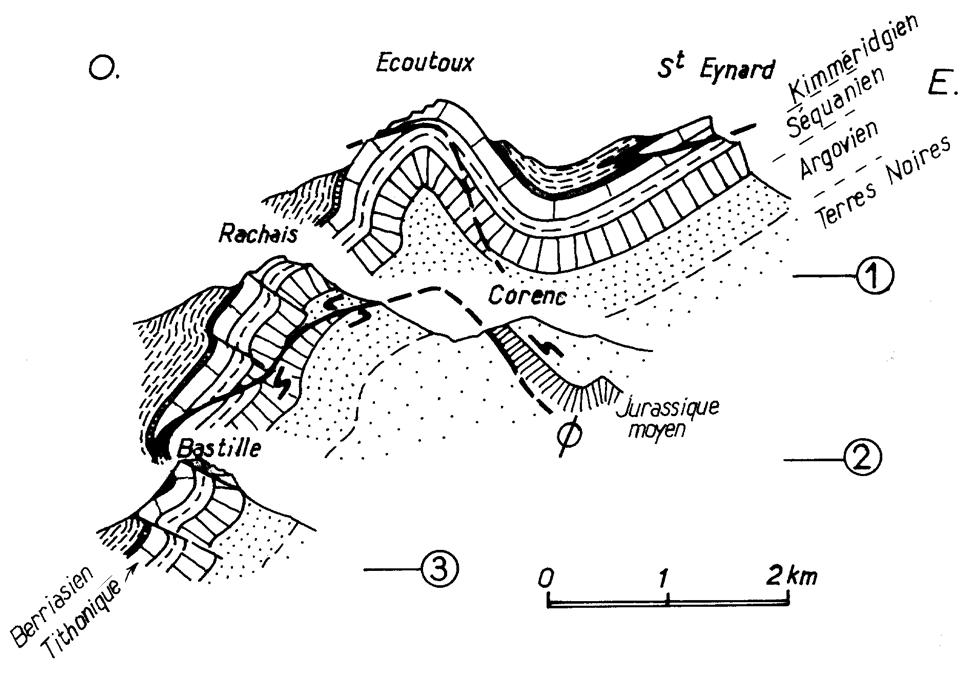 O.
Ecoutoux
St Eynard
E.
Kimméridgien
Séquanien
Argovien
Terres Noires
Rachais
1
Corenc
Jurassique
moyen
2
Bastille
3
0 1 2 km
Berriasien
Tithonique